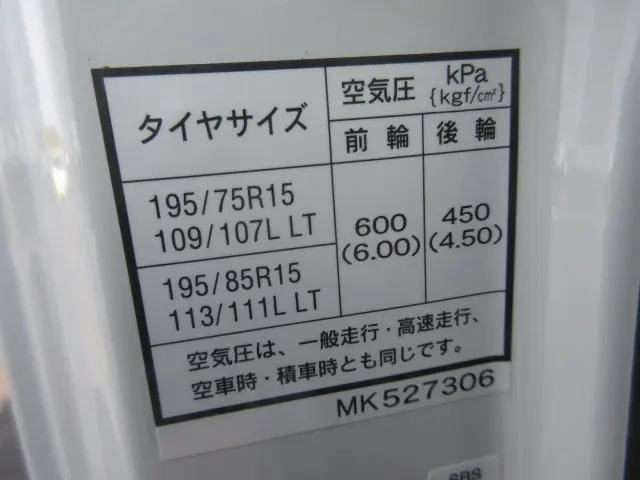 タイヤサイズ
空気圧 kPa
{kgf/cm²}
前輪 後輪
195/75R15
109/107L LT
600
(6.00)
450
(4.50)
195/85R15
113/111L LT
空気圧は、一般走行・高速走行、
空車時・積車時とも同じです。
MK527306